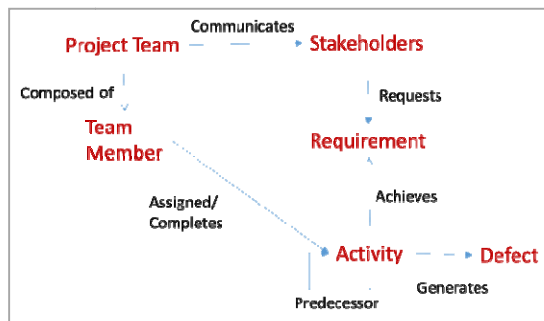 Communicates
Project Team
Stakeholders
Composed of
Requests
Team
Member
Requirement
Assigned/
Completes
Achieves
Activity
Defect
Generates
Predecessor